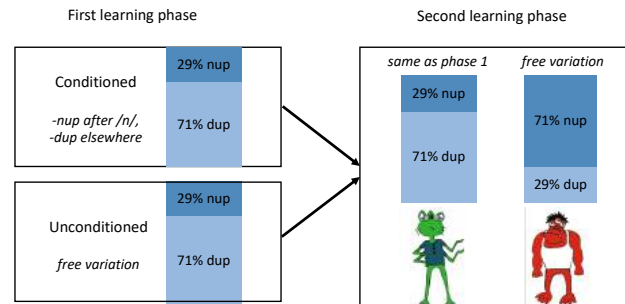 First learning phase
Second learning phase
Conditioned
-nup after /n/,
-dup elsewhere
29% nup
71% dup
Unconditioned
free variation
29% nup
71% dup
same as phase 1
29% nup
71% dup
free variation
71% nup
29% dup